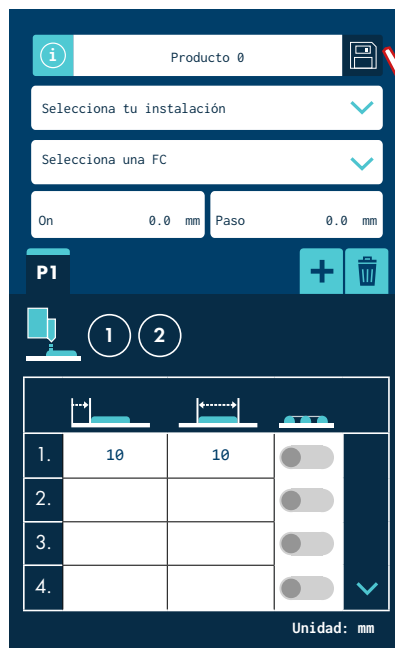 Producto 0
Selecciona tu instalación
Selecciona una FC
On 0.0 mm Paso 0.0 mm
P1
1 2
1. 10 10
2.
3.
4.
Unidad: mm